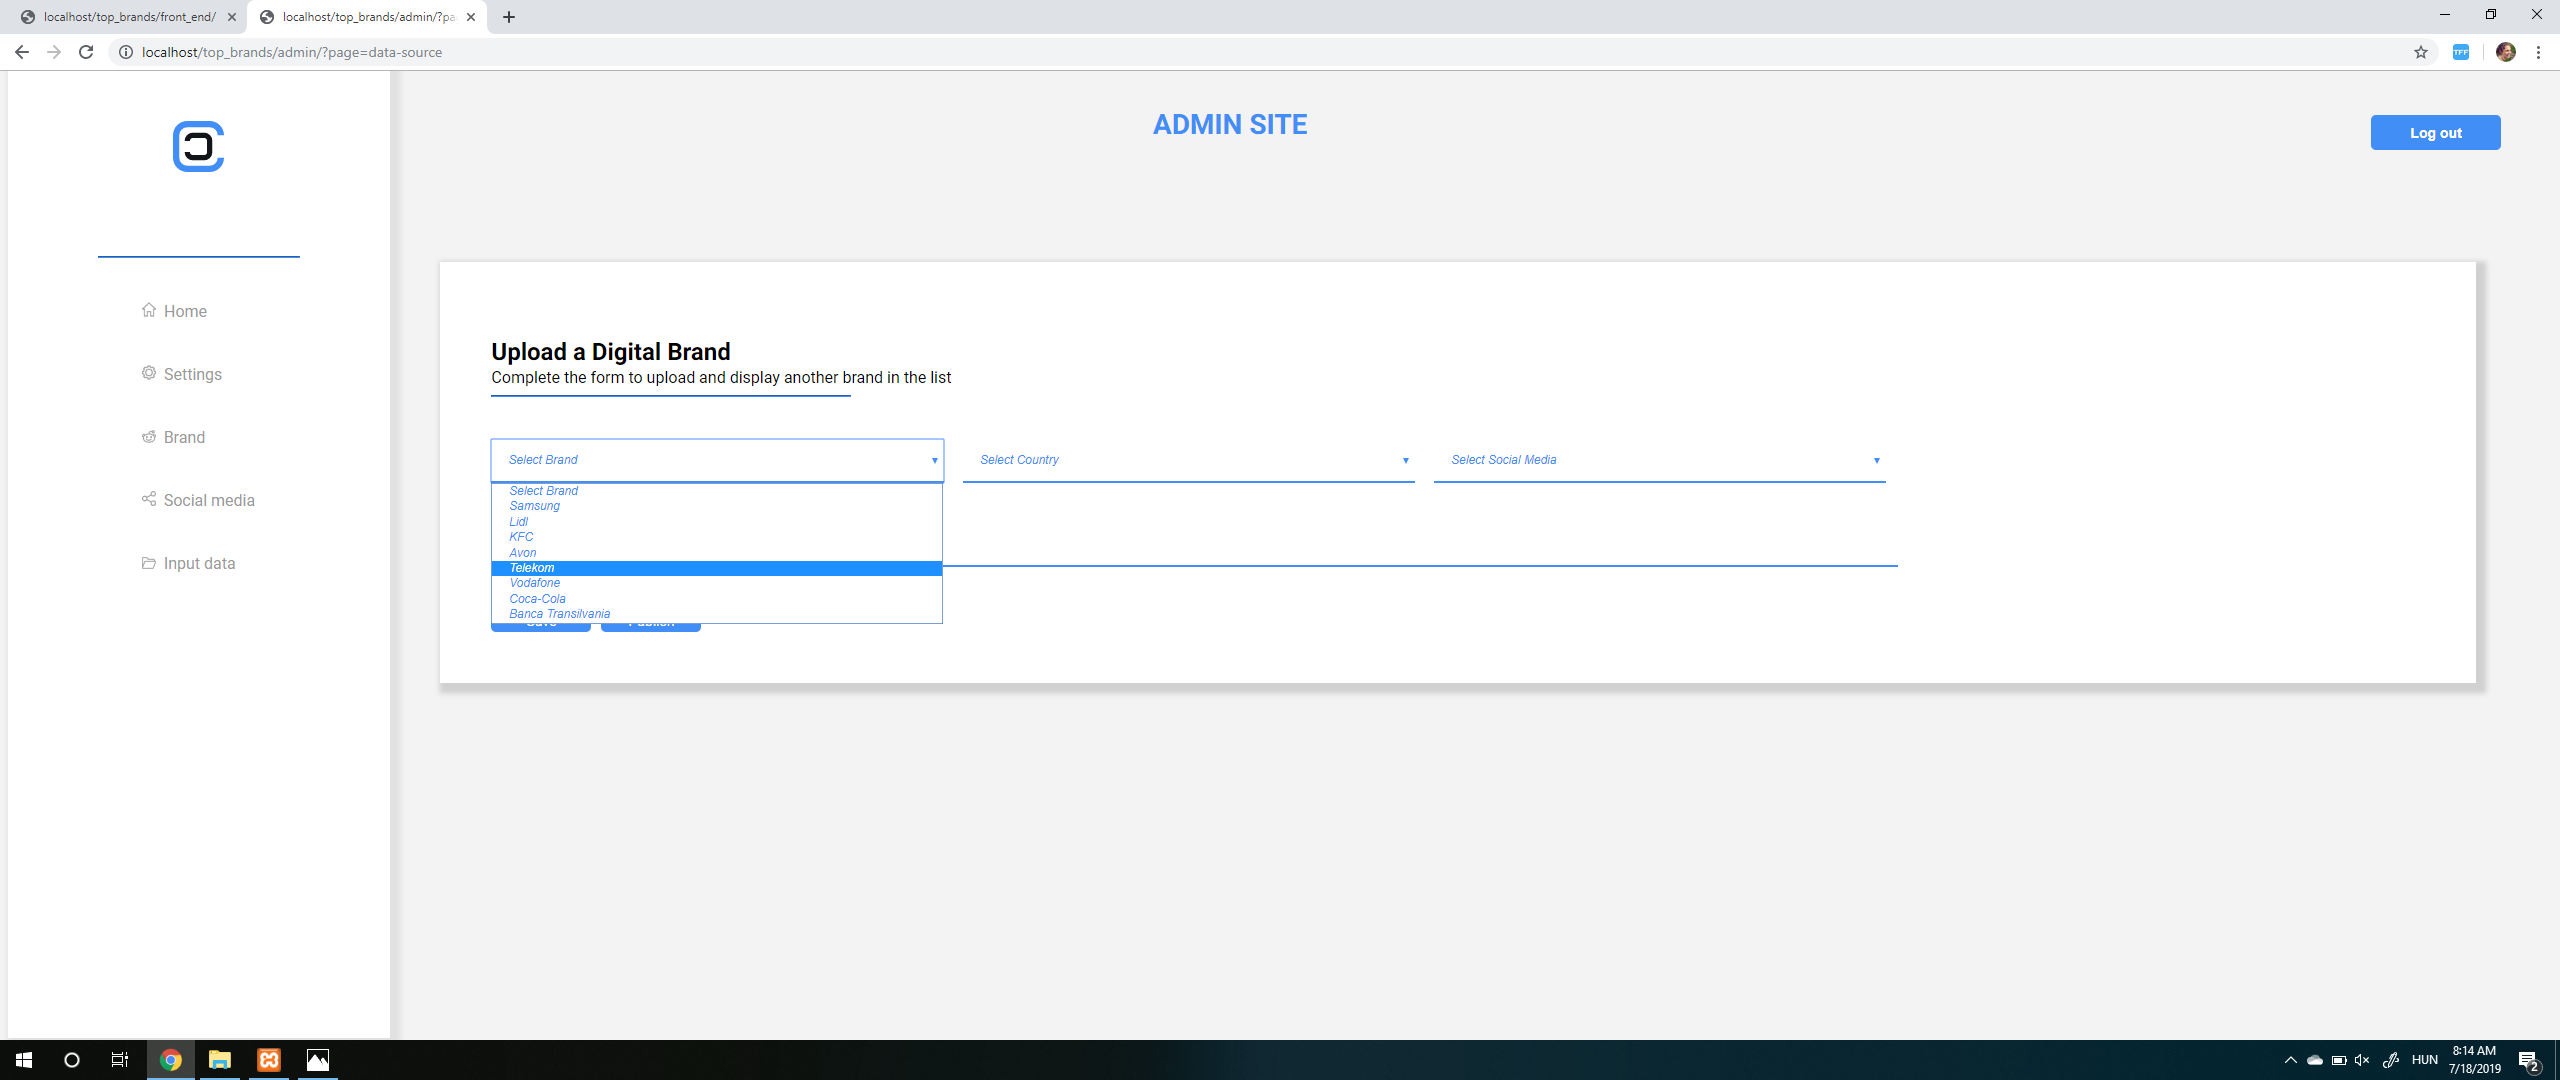 localhost/top_brands/front_end/
localhost/top_brands/admin/?pa
localhost/top_brands/admin/?page=data-source
TFF
ADMIN SITE
Log out
Home
Settings
Brand
Social media
Input data
Upload a Digital Brand
Complete the form to upload and display another brand in the list
Select Brand
Select Country
Select Social Media
Select Brand
Samsung
Lidl
KFC
Avon
Telekom
Vodafone
Coca-Cola
Banca Transilvania
Save
Publish
HUN
8:14 AM
7/18/2019
2